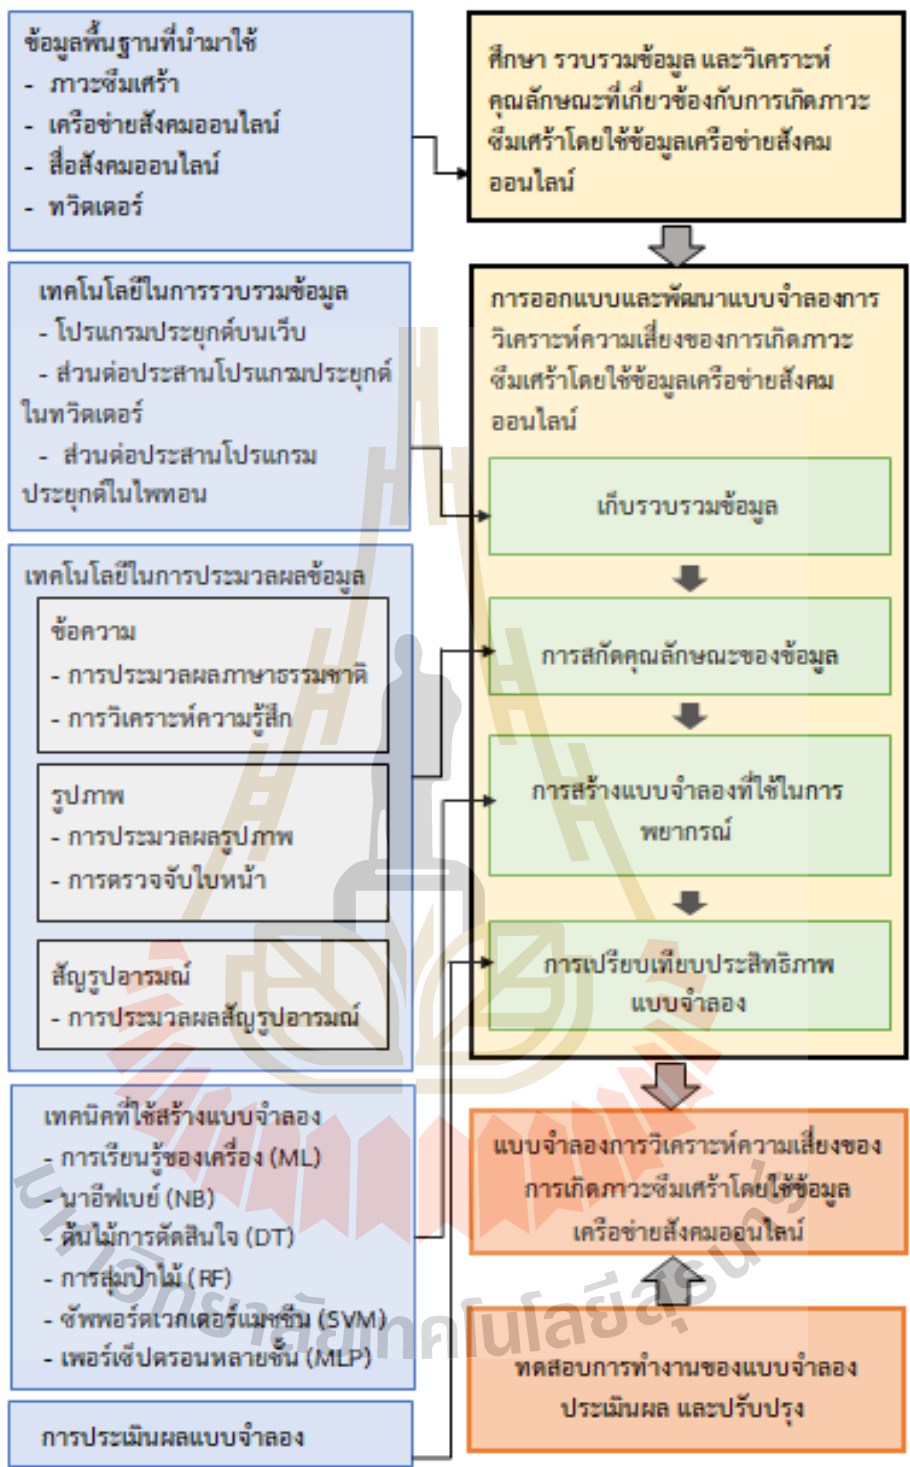 ข้อมูลพื้นฐานที่นำมาใช้
- ภาวะซึมเศร้า
- เครือข่ายสังคมออนไลน์
- สื่อสังคมออนไลน์
- ทวิตเตอร์
ศึกษา รวบรวมข้อมูล และวิเคราะห์
คุณลักษณะที่เกี่ยวข้องกับการเกิดภาวะ
ซึมเศร้าโดยใช้ข้อมูลเครือข่ายสังคม
ออนไลน์
เทคโนโลยีในการรวบรวมข้อมูล
- โปรแกรมประยุกต์บนเว็บ
- ส่วนต่อประสานโปรแกรมประยุกต์
ในทวิตเตอร์
- ส่วนต่อประสานโปรแกรม
ประยุกต์ในไพทอน
การออกแบบและพัฒนาแบบจำลองการ
วิเคราะห์ความเสี่ยงของการเกิดภาวะ
ซึมเศร้าโดยใช้ข้อมูลเครือข่ายสังคม
ออนไลน์
เก็บรวบรวมข้อมูล
การสกัดคุณลักษณะของข้อมูล
การสร้างแบบจำลองที่ใช้ในการ
พยากรณ์
การเปรียบเทียบประสิทธิภาพ
แบบจำลอง
เทคโนโลยีในการประมวลผลข้อมูล
ข้อความ
- การประมวลผลภาษาธรรมชาติ
- การวิเคราะห์ความรู้สึก
รูปภาพ
- การประมวลผลรูปภาพ
- การตรวจจับใบหน้า
สัญรูปอารมณ์
- การประมวลผลสัญรูปอารมณ์
เทคนิคที่ใช้สร้างแบบจำลอง
- การเรียนรู้ของเครื่อง (ML)
- นาอีฟเบย์ (NB)
- ต้นไม้การตัดสินใจ (DT)
- การสุ่มป่าไม้ (RF)
- ซัพพอร์ตเวกเตอร์แมชชีน (SVM)
- เพอร์เซ็ปตรอนหลายชั้น (MLP)
การประเมินผลแบบจำลอง
แบบจำลองการวิเคราะห์ความเสี่ยงของ
การเกิดภาวะซึมเศร้าโดยใช้ข้อมูล
เครือข่ายสังคมออนไลน์
ทดสอบการทำงานของแบบจำลอง
ประเมินผล และปรับปรุง
มหาวิทยาลัยเทคโนโลยีสุรนารี